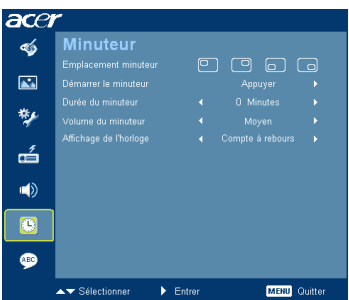 acer
Minuteur
Emplacement minuteur
Démarrer le minuteur Appuyer
Durée du minuteur 0 Minutes
Volume du minuteur Moyen
Affichage de l'horloge Compte à rebours
ABC
Sélectionner Entrer MENU Quitter